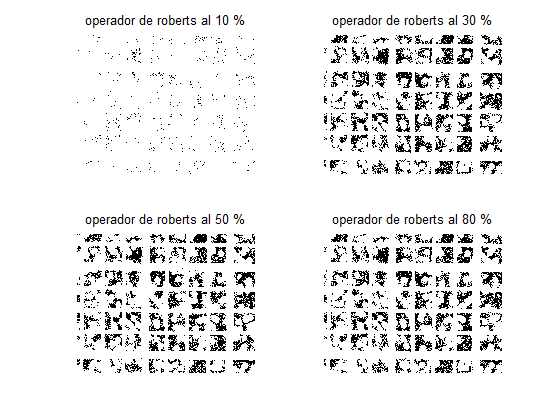 operador de roberts al 10 %
operador de roberts al 30 %
operador de roberts al 50 %
operador de roberts al 80 %